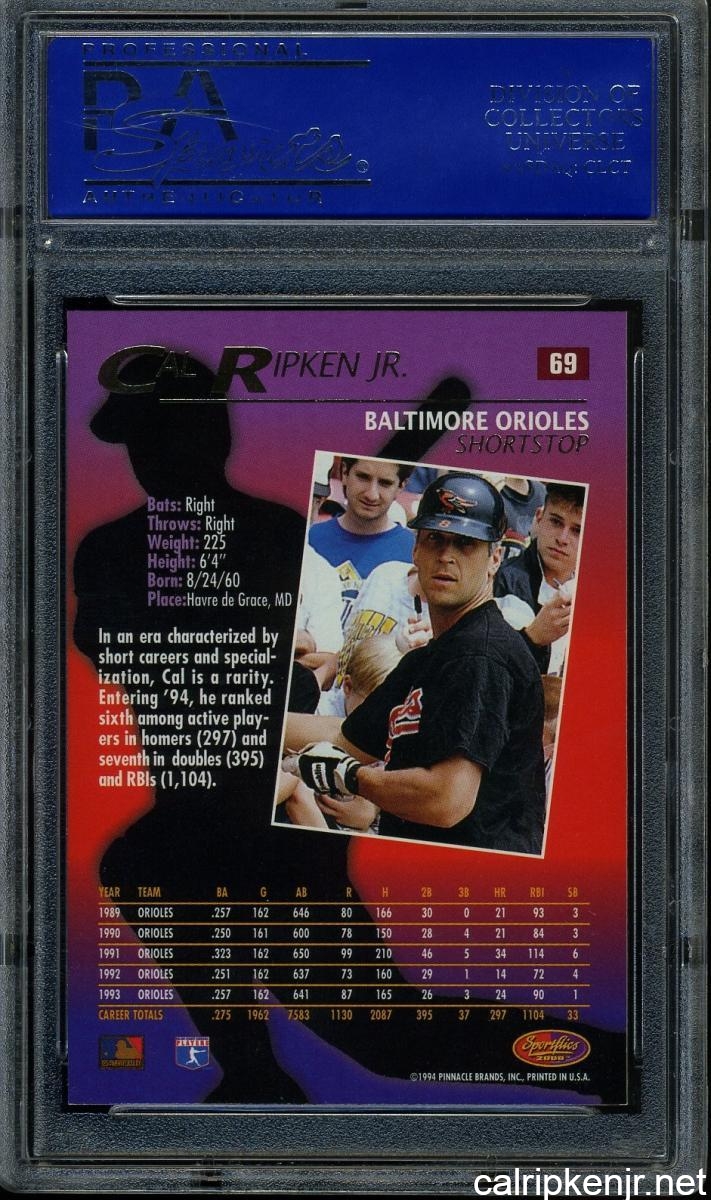 PROFESSIONAL
PSA
Sports
AUTHENTICATOR
DIVISION OF
COLLECTORS
UNIVERSE
CLCT
CAL RIPKEN JR.
69
BALTIMORE ORIOLES
SHORTSTOP
Bats: Right
Throws: Right
Weight: 225
Height: 6'4"
Born: 8/24/60
Place:Havre de Grace, MD
In an era characterized by
short careers and special-
ization, Cal is a rarity.
Entering '94, he ranked
sixth among active play-
ers in homers (297) and
seventh in doubles (395)
and RBIs (1,104).
YEAR TEAM BA G AB R H 2B 3B HR RBI SB
1989 ORIOLES .257 162 646 80 166 30 0 21 93 3
1990 ORIOLES .250 161 600 78 150 28 4 21 84 3
1991 ORIOLES .323 162 650 99 210 46 5 34 114 6
1992 ORIOLES .251 162 637 73 160 29 1 14 72 4
1993 ORIOLES .257 162 641 87 165 26 3 24 90 1
CAREER TOTALS .275 1962 7583 1130 2087 395 37 297 1104 33
PLAYERS
Sportflics
2000
©1994 PINNACLE BRANDS, INC., PRINTED IN U.S.A.
calripkenjr.net